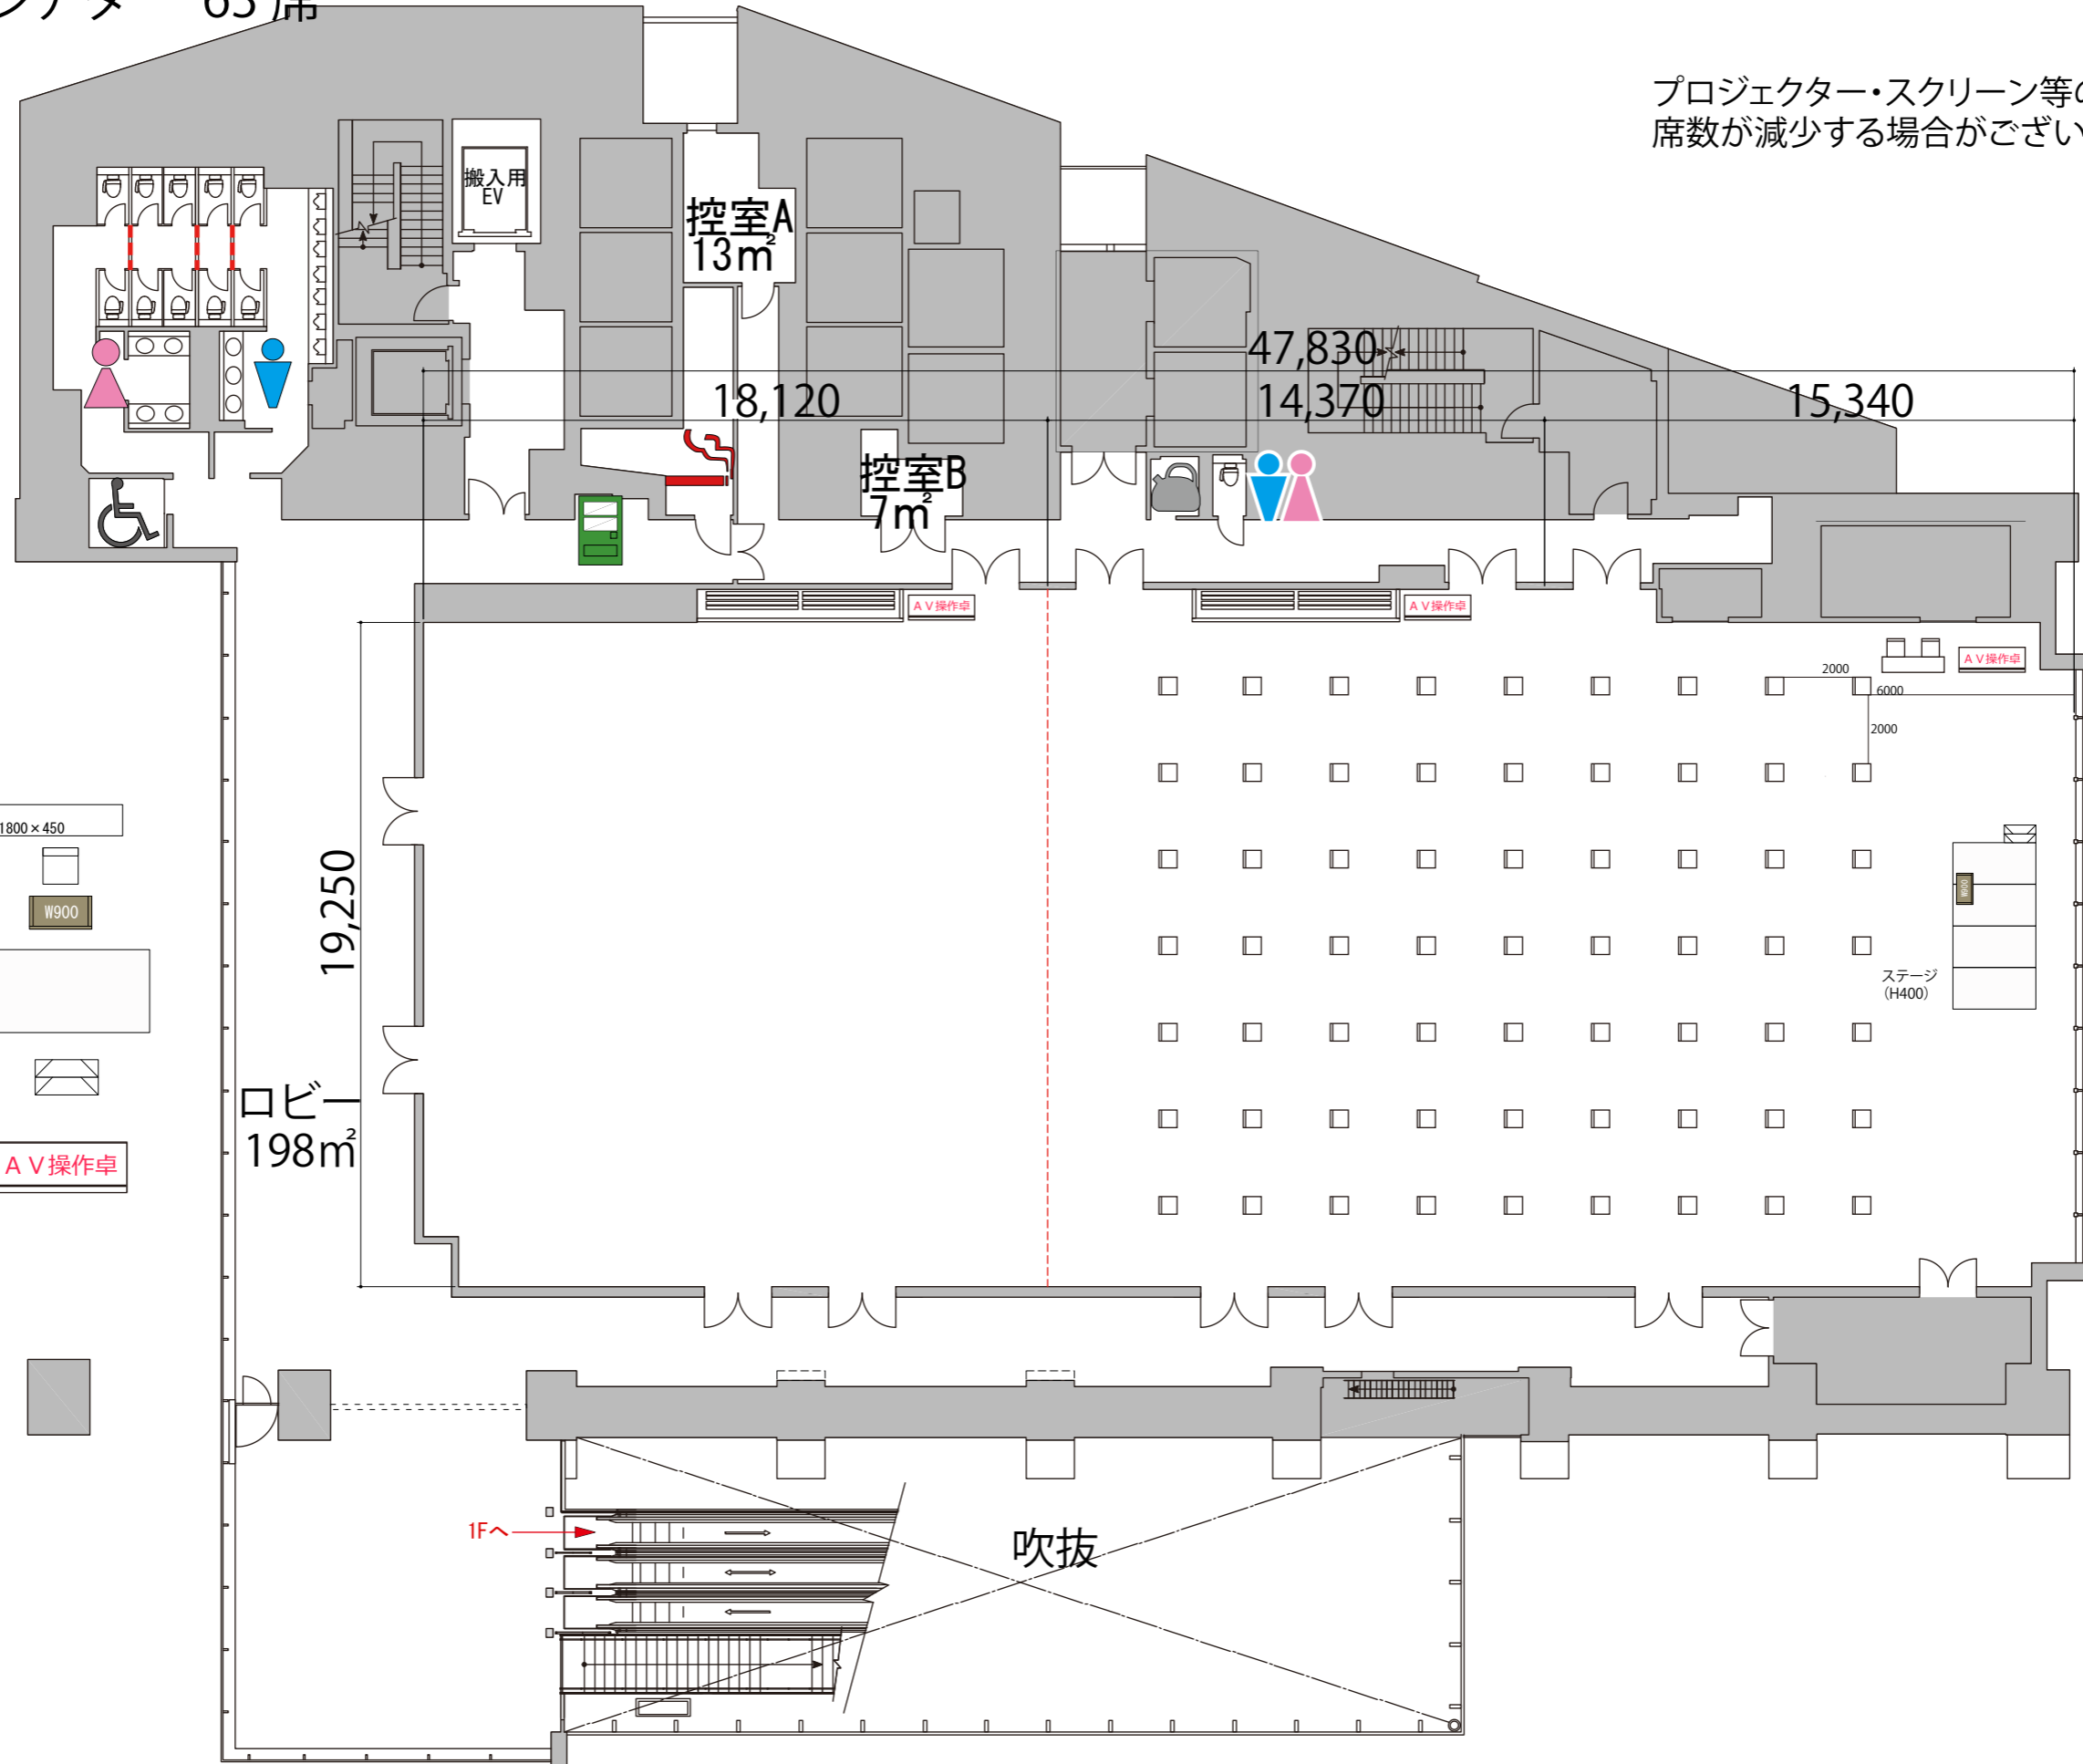 シアター 63席
プロジェクター・スクリーン等の
席数が減少する場合がござい
搬入用
EV
控室A
13㎡
47,830
18,120
14,370
15,340
控室B
7㎡
AV操作卓
AV操作卓
AV操作卓
2000
6000
2000
1800×450
W900
19,250
W900
ステージ
(H400)
ロビー
198㎡
AV操作卓
1Fへ
吹抜